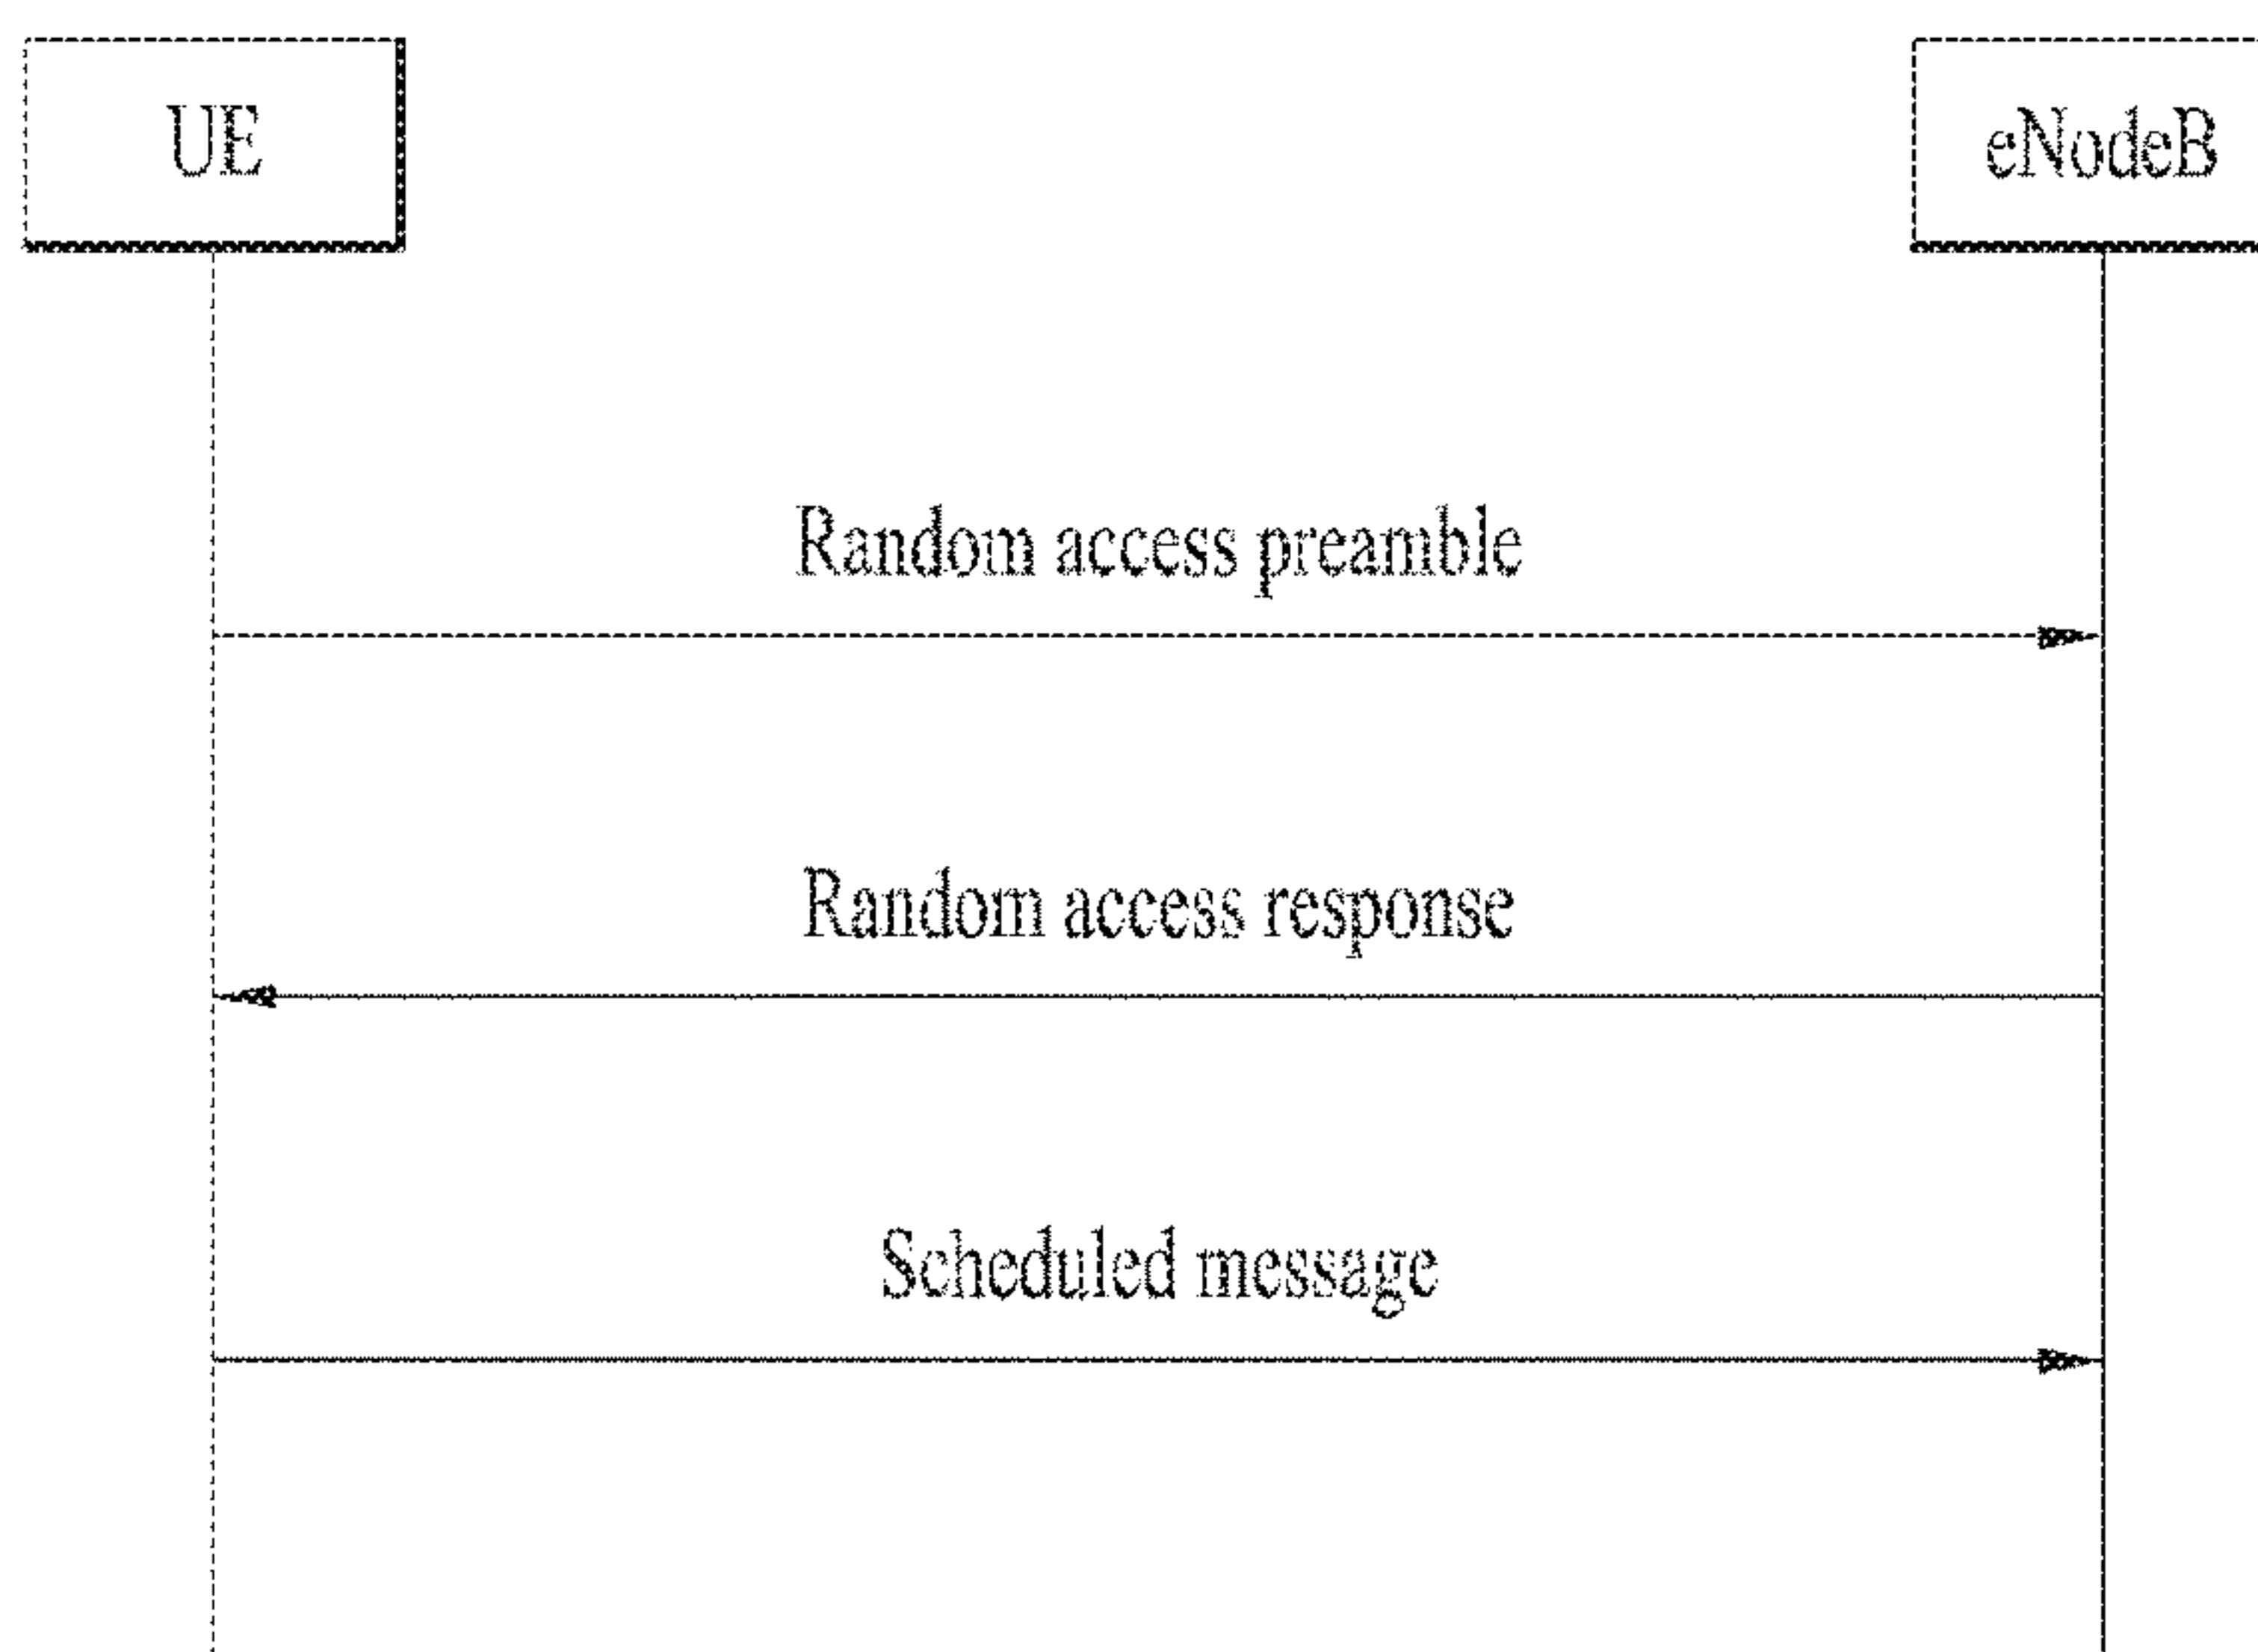 UE
eNodeB
Random access preamble
Random access response
Scheduled message